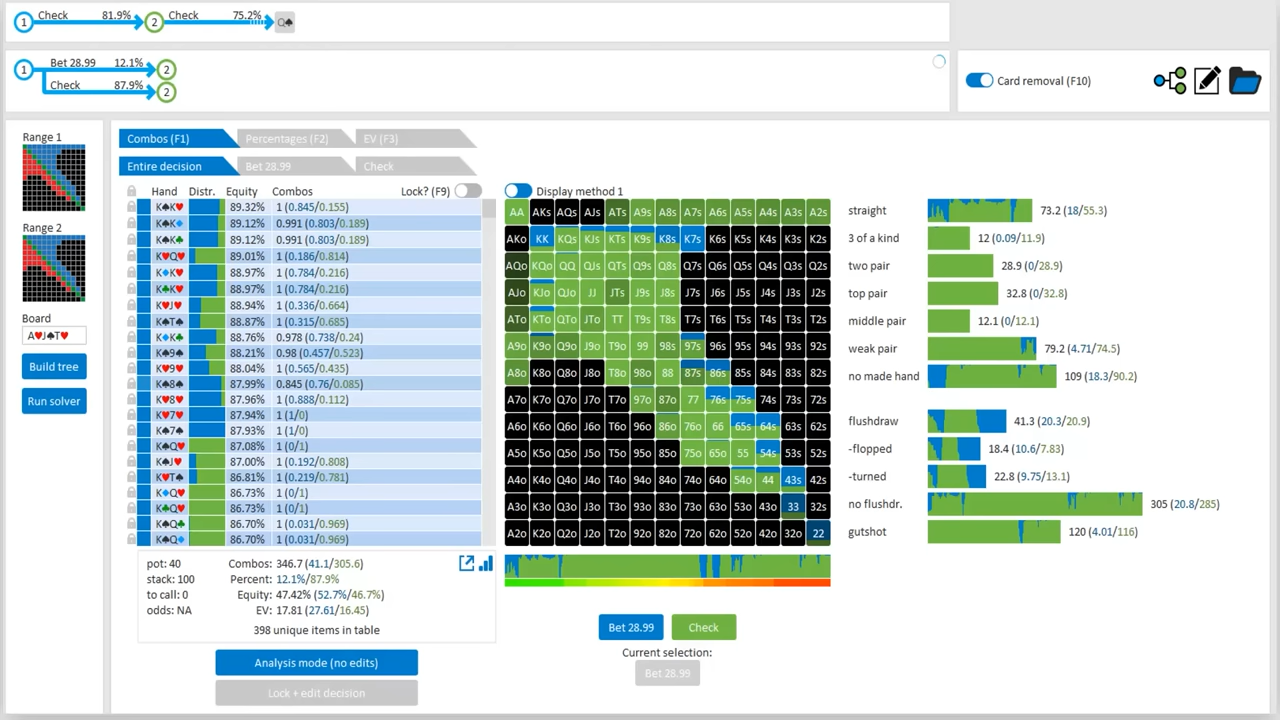 1 Check 81.9% 2 Check 75.2% Q♠
1 Bet 28.99 12.1% 2
Check 87.9% 2
Card removal (F10)
Range 1
Range 2
Board
A♥J♠T♥
Build tree
Run solver
Combos (F1) Percentages (F2) EV (F3)
Entire decision Bet 28.99 Check
Hand Distr. Equity Combos Lock? (F9)
K♠K♥ 89.32% 1 (0.845/0.155)
K♠K♦ 89.12% 0.991 (0.803/0.189)
K♠K♣ 89.12% 0.991 (0.803/0.189)
K♥Q♥ 89.01% 1 (0.186/0.814)
K♦K♥ 88.97% 1 (0.784/0.216)
K♣K♥ 88.97% 1 (0.784/0.216)
K♥J♥ 88.94% 1 (0.336/0.664)
K♠T♠ 88.87% 1 (0.315/0.685)
K♦K♣ 88.76% 0.978 (0.738/0.24)
K♠9♠ 88.21% 0.98 (0.457/0.523)
K♥9♥ 88.04% 1 (0.565/0.435)
K♠8♠ 87.99% 0.845 (0.76/0.085)
K♥8♥ 87.96% 1 (0.888/0.112)
K♥7♥ 87.94% 1 (1/0)
K♠7♠ 87.93% 1 (1/0)
K♠Q♥ 87.08% 1 (0/1)
K♠J♥ 87.00% 1 (0.192/0.808)
K♥T♠ 86.81% 1 (0.219/0.781)
K♦Q♥ 86.73% 1 (0/1)
K♣Q♥ 86.73% 1 (0/1)
K♠Q♣ 86.70% 1 (0.031/0.969)
K♠Q♦ 86.70% 1 (0.031/0.969)
Display method 1
AA AKs AQs AJs ATs A9s A8s A7s A6s A5s A4s A3s A2s
AKo KK KQs KJs KTs K9s K8s K7s K6s K5s K4s K3s K2s
AQo KQo QQ QJs QTs Q9s Q8s Q7s Q6s Q5s Q4s Q3s Q2s
AJo KJo QJo JJ JTs J9s J8s J7s J6s J5s J4s J3s J2s
ATo KTo QTo JTo TT T9s T8s T7s T6s T5s T4s T3s T2s
A9o K9o Q9o J9o T9o 99 98s 97s 96s 95s 94s 93s 92s
A8o K8o Q8o J8o T8o 98o 88 87s 86s 85s 84s 83s 82s
A7o K7o Q7o J7o T7o 97o 87o 77 76s 75s 74s 73s 72s
A6o K6o Q6o J6o T6o 96o 86o 76o 66 65s 64s 63s 62s
A5o K5o Q5o J5o T5o 95o 85o 75o 65o 55 54s 53s 52s
A4o K4o Q4o J4o T4o 94o 84o 74o 64o 54o 44 43s 42s
A3o K3o Q3o J3o T3o 93o 83o 73o 63o 53o 43o 33 32s
A2o K2o Q2o J2o T2o 92o 82o 72o 62o 52o 42o 32o 22
straight 73.2 (18/55.3)
3 of a kind 12 (0.09/11.9)
two pair 28.9 (0/28.9)
top pair 32.8 (0/32.8)
middle pair 12.1 (0/12.1)
weak pair 79.2 (4.71/74.5)
no made hand 109 (18.3/90.2)
flushdraw 41.3 (20.3/20.9)
-flopped 18.4 (10.6/7.83)
-turned 22.8 (9.75/13.1)
no flushdr. 305 (20.8/285)
gutshot 120 (4.01/116)
pot: 40 Combos: 346.7 (41.1/305.6)
stack: 100 Percent: 12.1%/87.9%
to call: 0 Equity: 47.42% (52.7%/46.7%)
odds: NA EV: 17.81 (27.61/16.45)
398 unique items in table
Analysis mode (no edits)
Lock + edit decision
Bet 28.99 Check
Current selection:
Bet 28.99